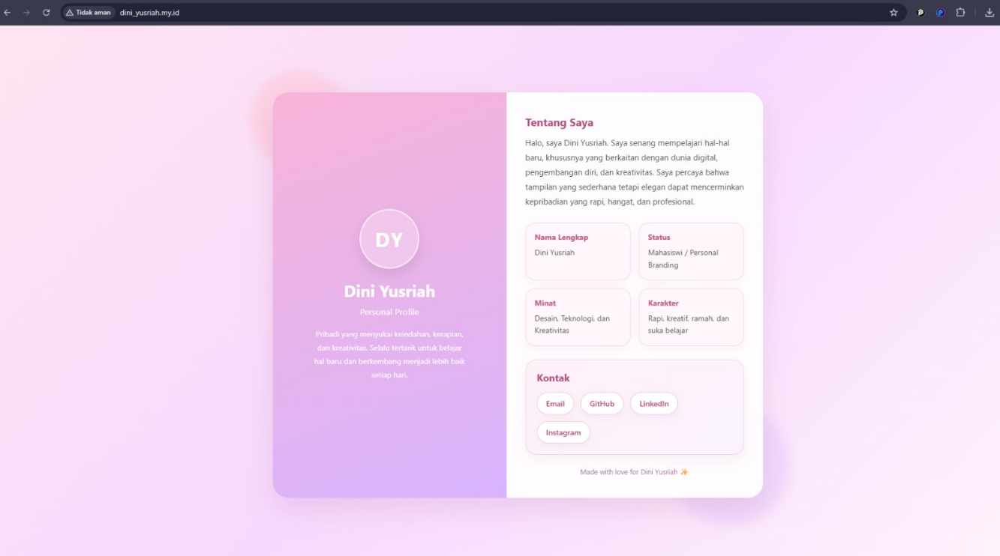 Tidak aman
dini_yusriah.my.id
DY
Dini Yusriah
Personal Profile
Pribadi yang menyukai keindahan, kerapian,
dan kreativitas. Selalu tertarik untuk belajar
hal baru dan berkembang menjadi lebih baik
setiap hari.
Tentang Saya
Halo, saya Dini Yusriah. Saya senang mempelajari hal-hal
baru, khususnya yang berkaitan dengan dunia digital,
pengembangan diri, dan kreativitas. Saya percaya bahwa
tampilan yang sederhana tetapi elegan dapat mencerminkan
kepribadian yang rapi, hangat, dan profesional.
Nama Lengkap
Dini Yusriah
Status
Mahasiswi / Personal
Branding
Minat
Desain, Teknologi, dan
Kreativitas
Karakter
Rapi, kreatif, ramah, dan
suka belajar
Kontak
Email
GitHub
LinkedIn
Instagram
Made with love for Dini Yusriah ✨